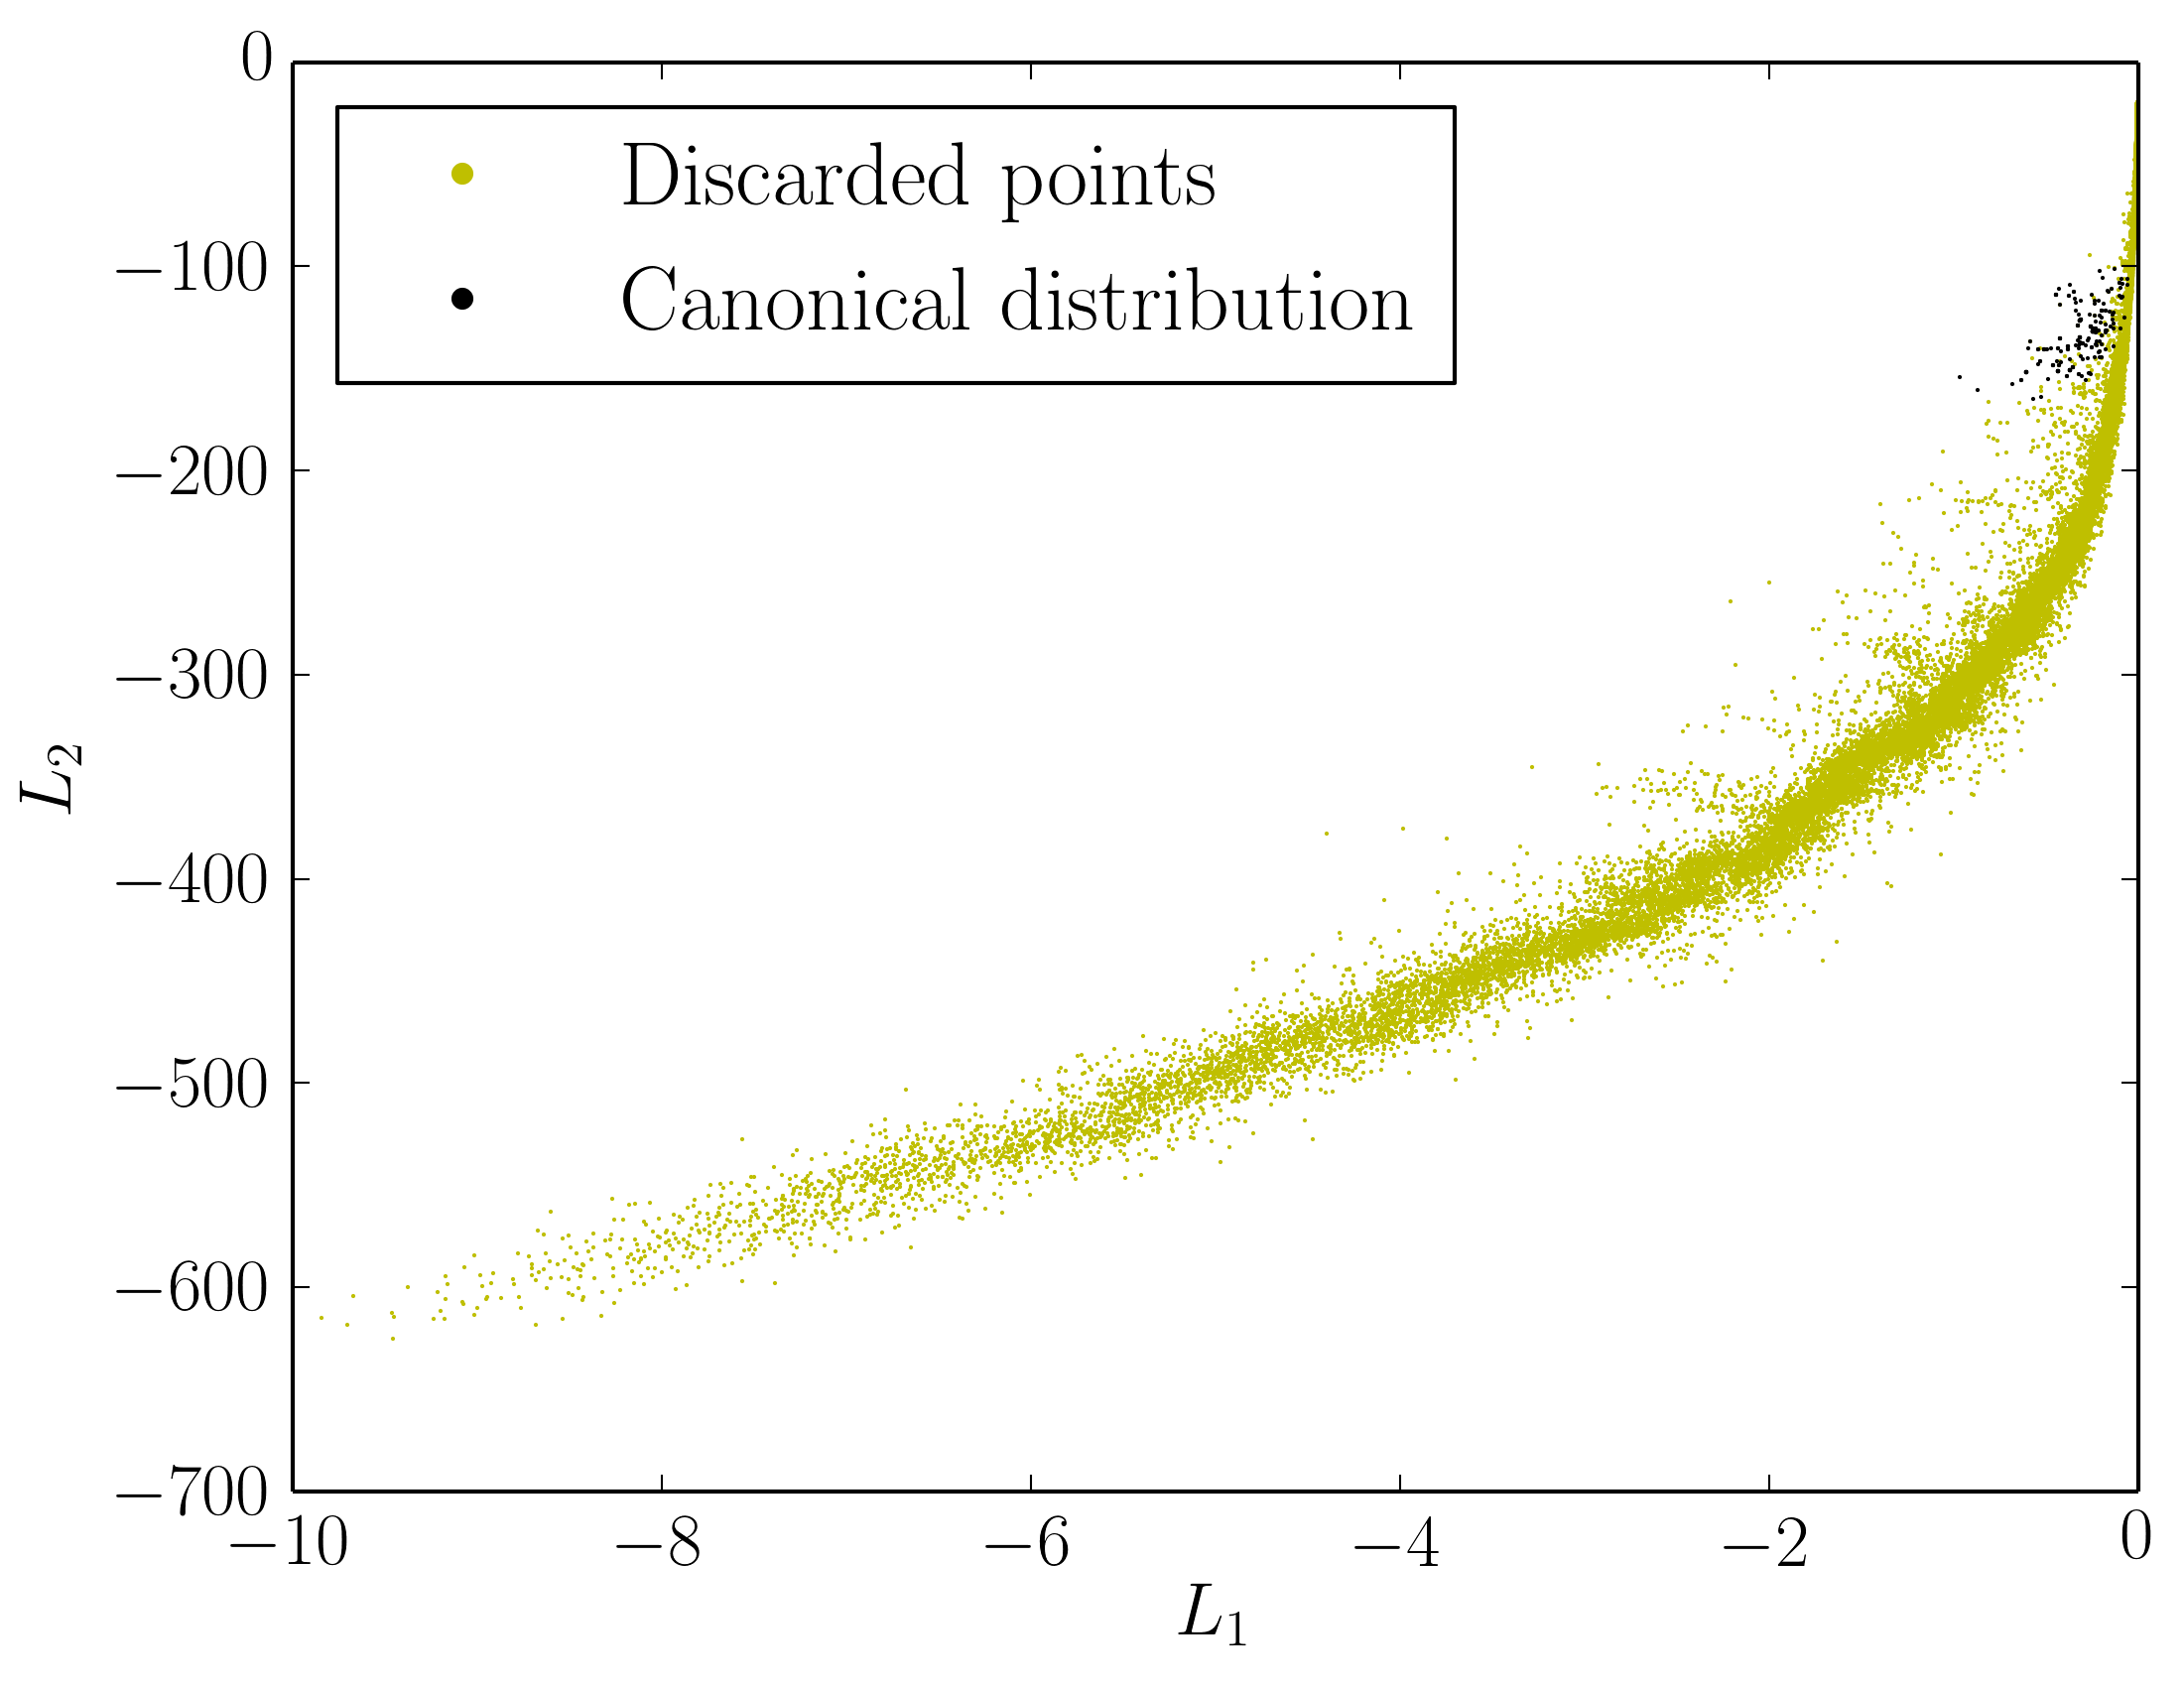 0
Discarded points
Canonical distribution
−100
−200
−300
−400
−500
−600
−700
L₂
−10 −8 −6 −4 −2 0
L₁